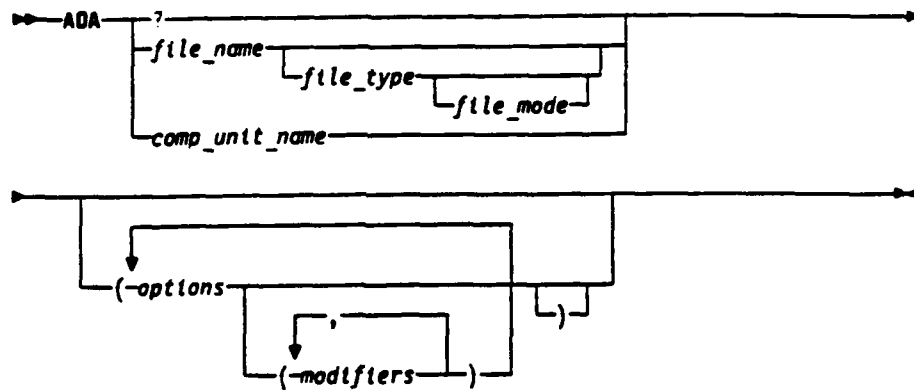 ADA ?
file_name
file_type
file_mode
comp_unit_name
(options )
,
(modifiers )